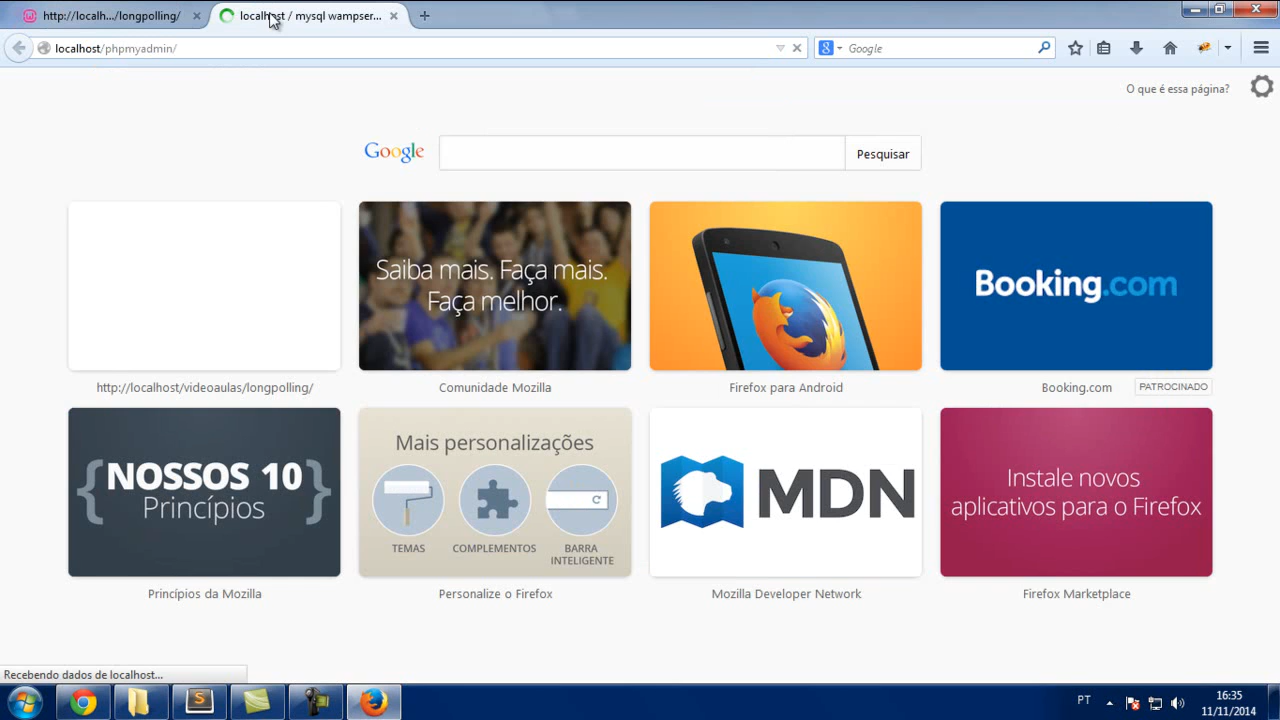 http://localh.../longpolling/
localhost / mysql wampser...
localhost/phpmyadmin/
8
Google
O que é essa página?
Google
Pesquisar
Saiba mais. Faça mais.
Faça melhor.
Booking.com
http://localhost/videoaulas/longpolling/
Comunidade Mozilla
Firefox para Android
Booking.com
PATROCINADO
{NOSSOS 10
Princípios}
Mais personalizações
TEMAS
COMPLEMENTOS
BARRA
INTELIGENTE
MDN
Instale novos
aplicativos para o Firefox
Princípios da Mozilla
Personalize o Firefox
Mozilla Developer Network
Firefox Marketplace
Recebendo dados de localhost...
PT
16:35
11/11/2014